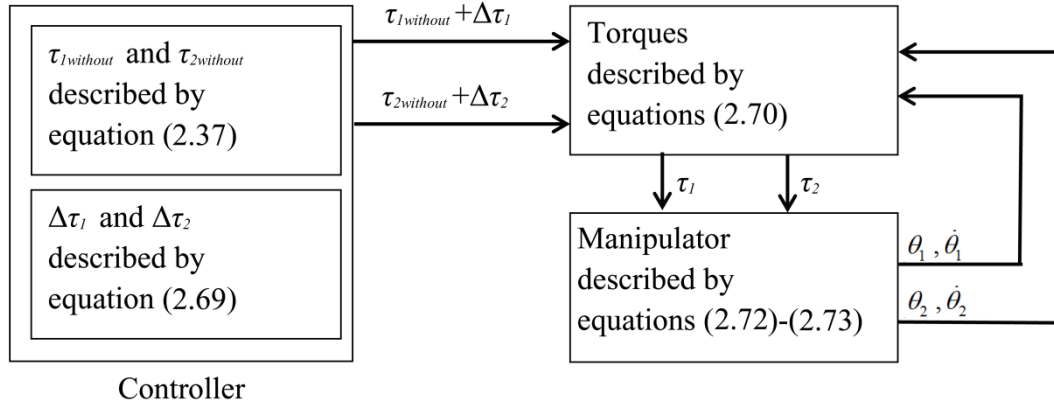 τ1without and τ2without
described by
equation (2.37)
Δτ1 and Δτ2
described by
equation (2.69)
Controller
τ1without+Δτ1
τ2without+Δτ2
Torques
described by
equations (2.70)
τ1
τ2
Manipulator
described by
equations (2.72)-(2.73)
θ1 , θ̇1
θ2 , θ̇2